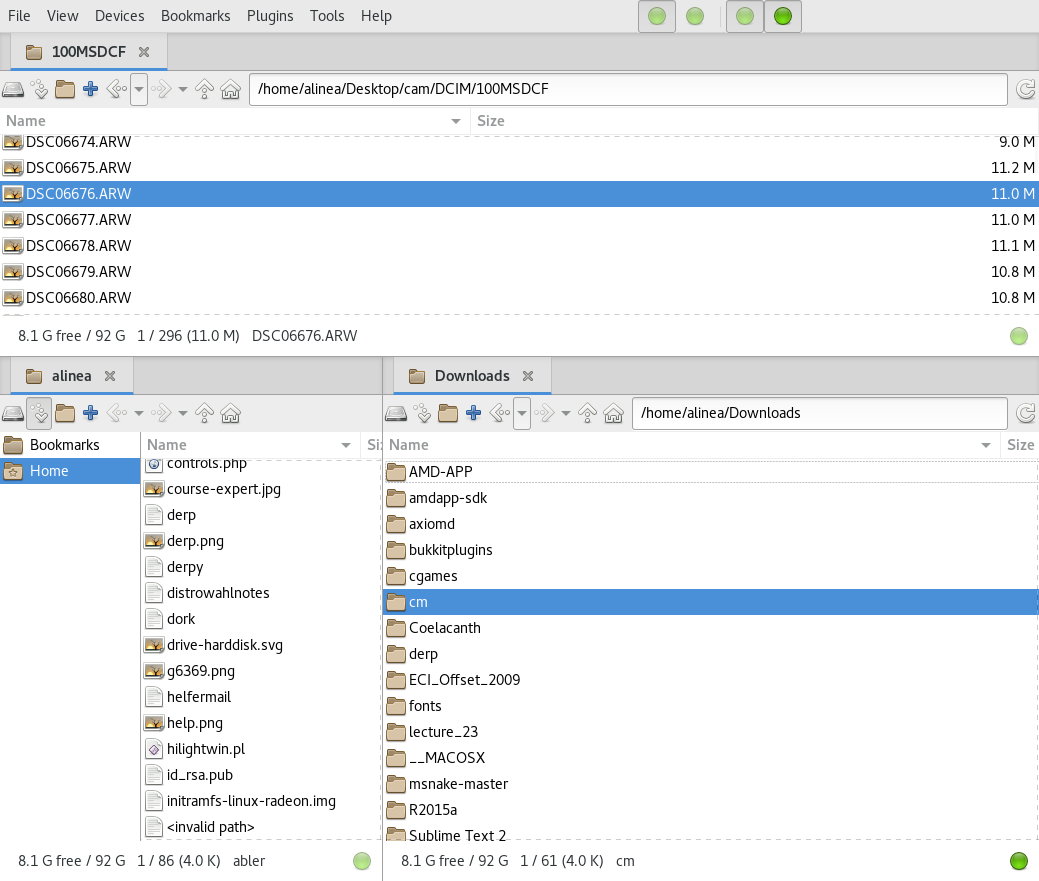 File View Devices Bookmarks Plugins Tools Help
100MSDCF
/home/alinea/Desktop/cam/DCIM/100MSDCF
Name Size
DSC06674.ARW 9.0 M
DSC06675.ARW 11.2 M
DSC06676.ARW 11.0 M
DSC06677.ARW 11.0 M
DSC06678.ARW 11.1 M
DSC06679.ARW 10.8 M
DSC06680.ARW 10.8 M
8.1 G free / 92 G 1 / 296 (11.0 M) DSC06676.ARW
alinea
Bookmarks
Home
Name Siz
controls.php
course-expert.jpg
derp
derp.png
derpy
distrowahlnotes
dork
drive-harddisk.svg
g6369.png
helfermail
help.png
hilightwin.pl
id_rsa.pub
initramfs-linux-radeon.img
<invalid path>
8.1 G free / 92 G 1 / 86 (4.0 K) abler
Downloads
/home/alinea/Downloads
Name Size
AMD-APP
amdapp-sdk
axiomd
bukkitplugins
cgames
cm
Coelacanth
derp
ECI_Offset_2009
fonts
lecture_23
__MACOSX
msnake-master
R2015a
Sublime Text 2
8.1 G free / 92 G 1 / 61 (4.0 K) cm